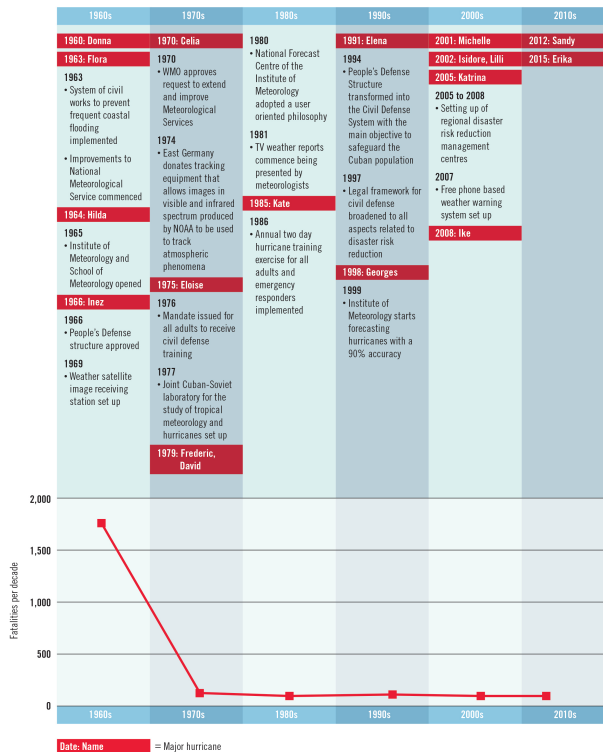 1960s
1970s
1980s
1990s
2000s
2010s
1960: Donna
1963: Flora
1963
• System of civil
works to prevent
frequent coastal
flooding
implemented
• Improvements to
National
Meteorological
Service commenced
1964: Hilda
1965
• Institute of
Meteorology and
School of
Meteorology opened
1966: Inez
1966
• People's Defense
structure approved
1969
• Weather satellite
image receiving
station set up
1970: Celia
1970
• WMO approves
request to extend
and improve
Meteorological
Services
1974
• East Germany
donates tracking
equipment that
allows images in
visible and infrared
spectrum produced
by NOAA to be used
to track
atmospheric
phenomena
1975: Eloise
1976
• Mandate issued for
all adults to receive
civil defense
training
1977
• Joint Cuban-Soviet
laboratory for the
study of tropical
meteorology and
hurricanes set up
1979: Frederic,
David
1980
• National Forecast
Centre of the
Institute of
Meteorology
adopted a user
oriented philosophy
1981
• TV weather reports
commence being
presented by
meteorologists
1985: Kate
1986
• Annual two day
hurricane training
exercise for all
adults and
emergency
responders
implemented
1991: Elena
1994
• People's Defense
Structure
transformed into
the Civil Defense
System with the
main objective to
safeguard the
Cuban population
1997
• Legal framework for
civil defense
broadened to all
aspects related to
disaster risk
reduction
1998: Georges
1999
• Institute of
Meteorology starts
forecasting
hurricanes with a
90% accuracy
2001: Michelle
2002: Isidore, Lilli
2005: Katrina
2005 to 2008
• Setting up of
regional disaster
risk reduction
management
centres
2007
• Free phone based
weather warning
system set up
2008: Ike
2012: Sandy
2015: Erika
Fatalities per decade
2,000
1,500
1,000
500
0
1960s
1970s
1980s
1990s
2000s
2010s
Date: Name = Major hurricane